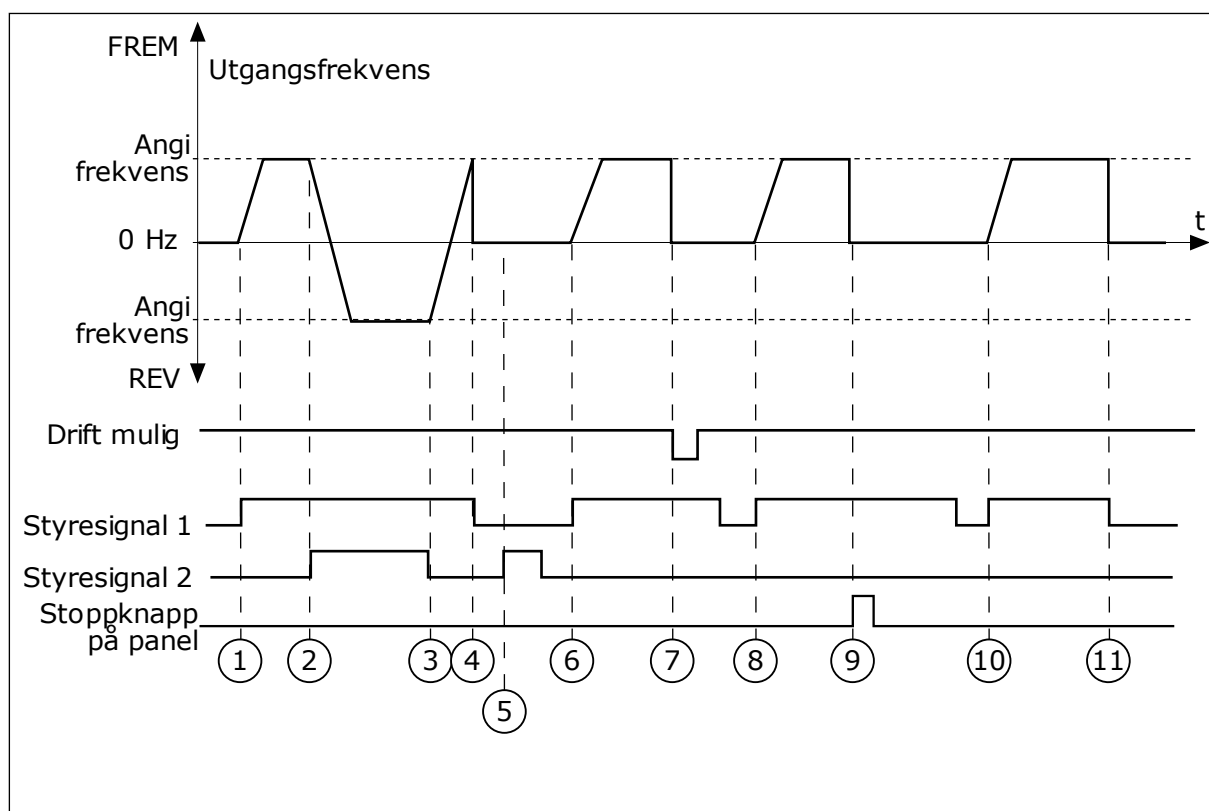 FREM
Utgangsfrekvens
Angi
frekvens
t
0 Hz
Angi
frekvens
REV
Drift mulig
Styresignal 1
Styresignal 2
Stoppknapp
på panel
1 2 3 4 6 7 8 9 10 11
5